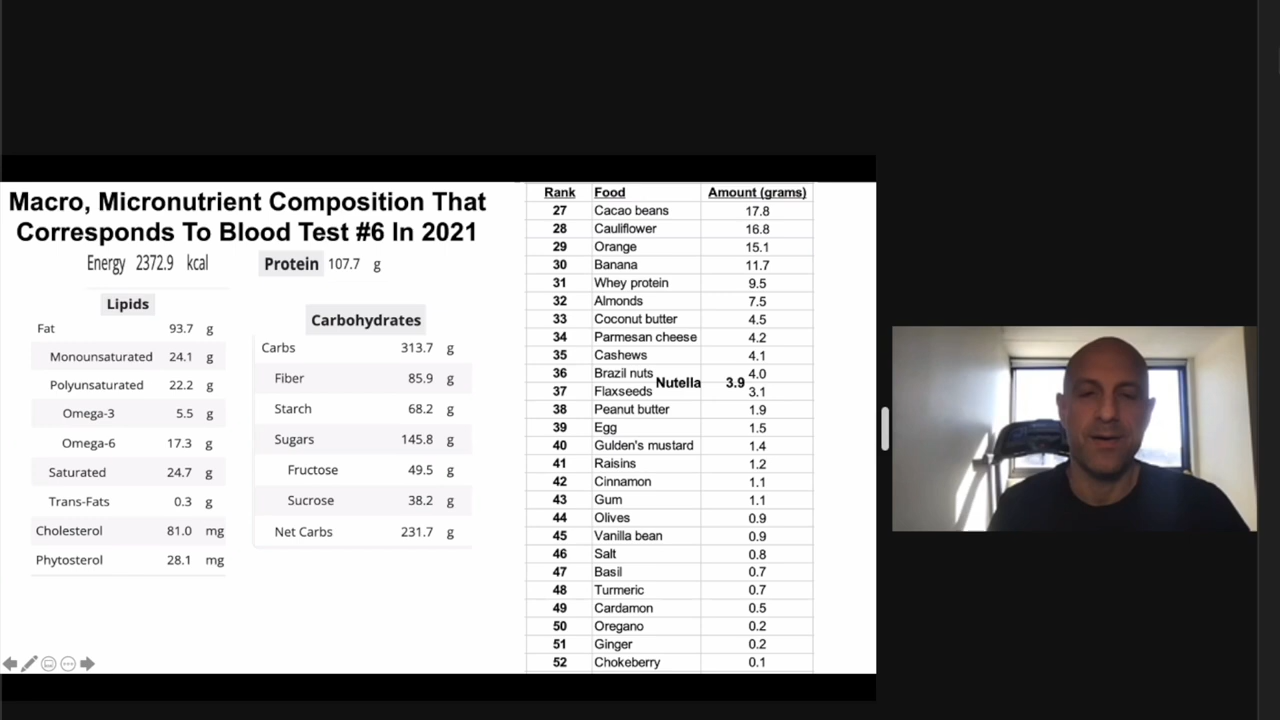 Macro, Micronutrient Composition That
Corresponds To Blood Test #6 In 2021
Energy 2372.9 kcal
Protein 107.7 g
Lipids
Fat 93.7 g
Monounsaturated 24.1 g
Polyunsaturated 22.2 g
Omega-3 5.5 g
Omega-6 17.3 g
Saturated 24.7 g
Trans-Fats 0.3 g
Cholesterol 81.0 mg
Phytosterol 28.1 mg
Carbohydrates
Carbs 313.7 g
Fiber 85.9 g
Starch 68.2 g
Sugars 145.8 g
Fructose 49.5 g
Sucrose 38.2 g
Net Carbs 231.7 g
Rank Food Amount (grams)
27 Cacao beans 17.8
28 Cauliflower 16.8
29 Orange 15.1
30 Banana 11.7
31 Whey protein 9.5
32 Almonds 7.5
33 Coconut butter 4.5
34 Parmesan cheese 4.2
35 Cashews 4.1
36 Brazil nuts 4.0
Nutella 3.9
37 Flaxseeds 3.1
38 Peanut butter 1.9
39 Egg 1.5
40 Gulden's mustard 1.4
41 Raisins 1.2
42 Cinnamon 1.1
43 Gum 1.1
44 Olives 0.9
45 Vanilla bean 0.9
46 Salt 0.8
47 Basil 0.7
48 Turmeric 0.7
49 Cardamon 0.5
50 Oregano 0.2
51 Ginger 0.2
52 Chokeberry 0.1